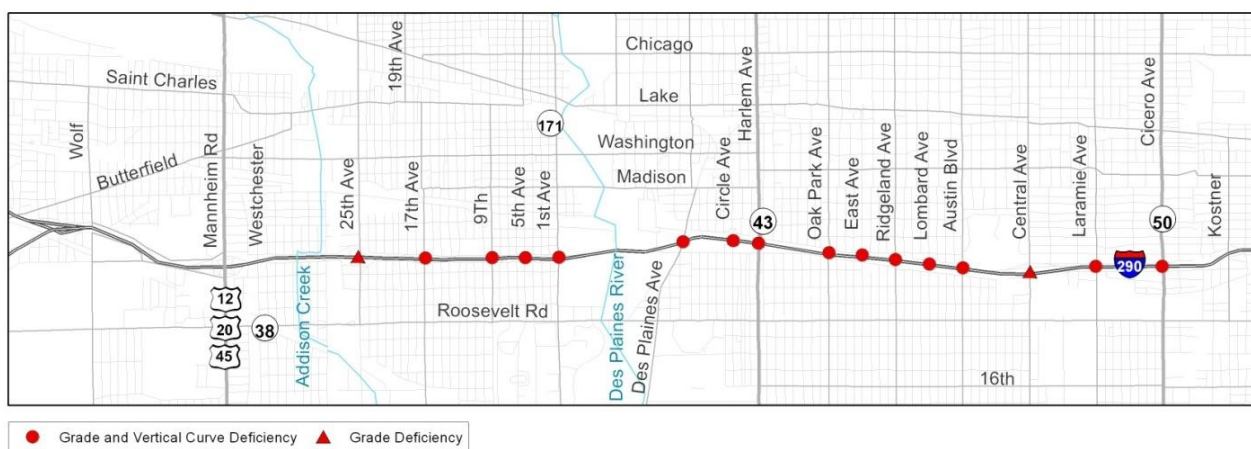 Chicago
Saint Charles
19th Ave
Lake
Harlem Ave
Cicero Ave
171
Washington
Wolf
Butterfield
Mannheim Rd
Westchester
Madison
25th Ave
17th Ave
9Th
5th Ave
1st Ave
Circle Ave
43
Oak Park Ave
East Ave
Ridgeland Ave
Lombard Ave
Austin Blvd
Central Ave
Laramie Ave
50
Kostner
290
12
20
45
38
Addison Creek
Roosevelt Rd
Des Plaines River
Des Plaines Ave
16th
Grade and Vertical Curve Deficiency
Grade Deficiency